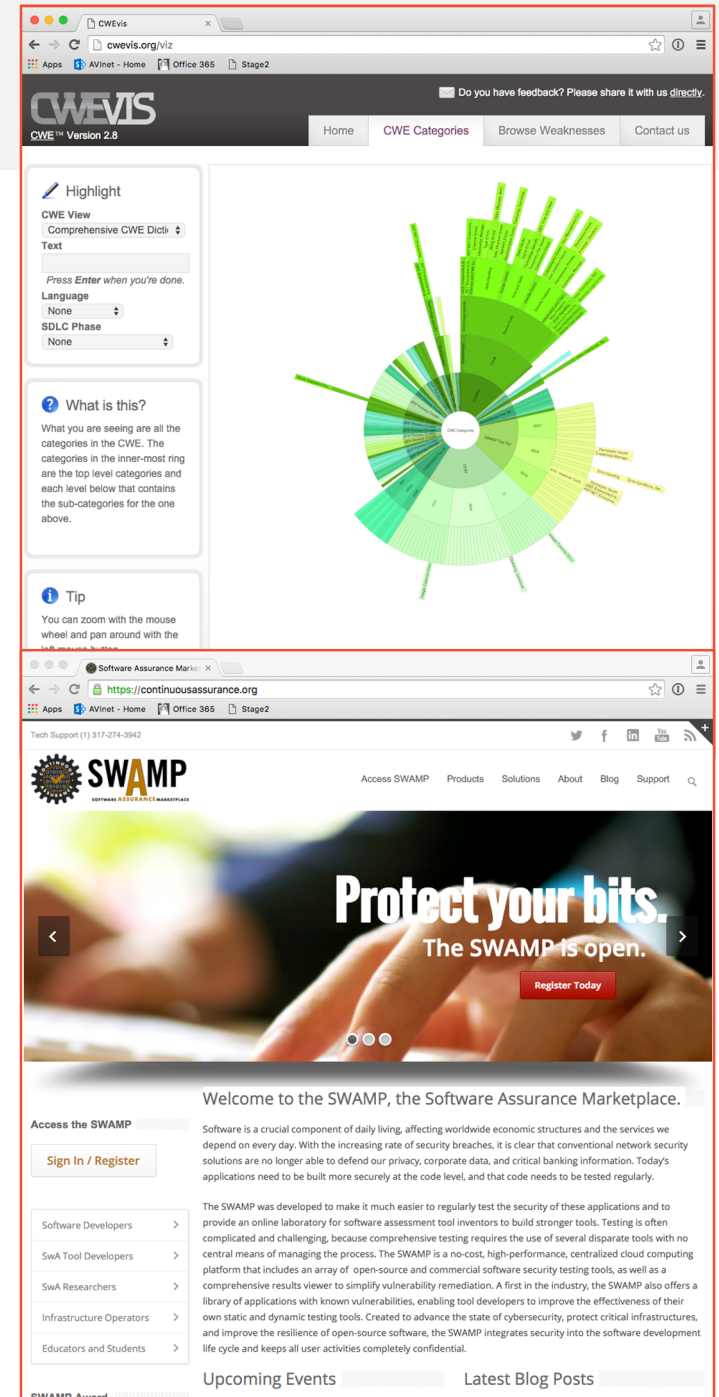 CWEvis
cwevis.org/viz
Apps AVInet - Home Office 365 Stage2
Do you have feedback? Please share it with us directly.
CWEVIS
CWE™ Version 2.8
Home CWE Categories Browse Weaknesses Contact us
Highlight
CWE View
Comprehensive CWE Dicti
Text
Press Enter when you're done.
Language
None
SDLC Phase
None
What is this?
What you are seeing are all the
categories in the CWE. The
categories in the inner-most ring
are the top level categories and
each level below that contains
the sub-categories for the one
above.
Tip
You can zoom with the mouse
wheel and pan around with the
left mouse button
CWE Categories
Software Assurance Market
https://continuousassurance.org
Apps AVInet - Home Office 365 Stage2
Tech Support (1) 317-274-3942
You Tube
CONTINUOUS ASSURANCE
SWAMP
SOFTWARE ASSURANCE MARKETPLACE
Access SWAMP Products Solutions About Blog Support
Protect your bits.
The SWAMP is open.
Register Today
Welcome to the SWAMP, the Software Assurance Marketplace.
Access the SWAMP
Sign In / Register
Software Developers
SwA Tool Developers
SwA Researchers
Infrastructure Operators
Educators and Students
SWAMP Award
Software is a crucial component of daily living, affecting worldwide economic structures and the services we
depend on every day. With the increasing rate of security breaches, it is clear that conventional network security
solutions are no longer able to defend our privacy, corporate data, and critical banking information. Today's
applications need to be built more securely at the code level, and that code needs to be tested regularly.
The SWAMP was developed to make it much easier to regularly test the security of these applications and to
provide an online laboratory for software assessment tool inventors to build stronger tools. Testing is often
complicated and challenging, because comprehensive testing requires the use of several disparate tools with no
central means of managing the process. The SWAMP is a no-cost, high-performance, centralized cloud computing
platform that includes an array of open-source and commercial software security testing tools, as well as a
comprehensive results viewer to simplify vulnerability remediation. A first in the industry, the SWAMP also offers a
library of applications with known vulnerabilities, enabling tool developers to improve the effectiveness of their
own static and dynamic testing tools. Created to advance the state of cybersecurity, protect critical infrastructures,
and improve the resilience of open-source software, the SWAMP integrates security into the software development
life cycle and keeps all user activities completely confidential.
Upcoming Events Latest Blog Posts